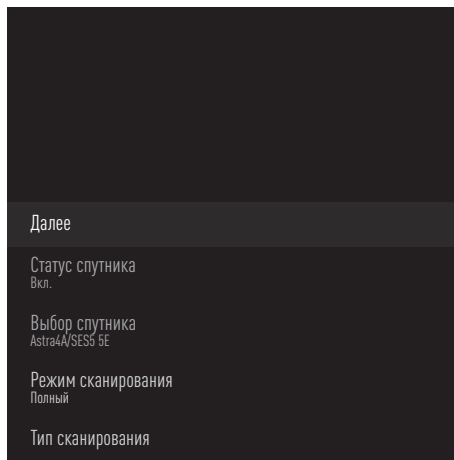 Далее
Статус спутника
Вкл.
Выбор спутника
Astra4A/SES5 5E
Режим сканирования
Полный
Тип сканирования